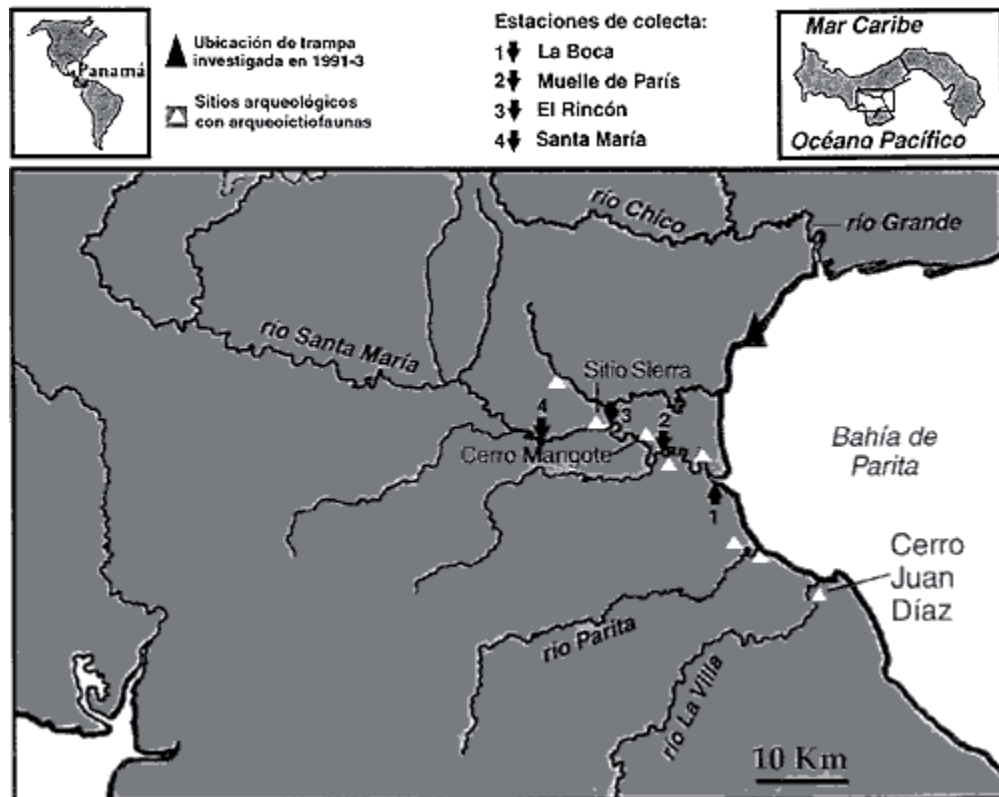 Panamá
Ubicación de trampa
investigada en 1991-3
Sitios arqueológicos
con arqueoictiofaunas
Estaciones de colecta:
1 La Boca
2 Muelle de París
3 El Rincón
4 Santa María
Mar Caribe
Océano Pacífico
río Chico
río Grande
río Santa María
Sitio Sierra
4
3
2
Cerro Mangote
Bahía de
Parita
1
Cerro
Juan
Díaz
río Parita
río La Villa
10 Km